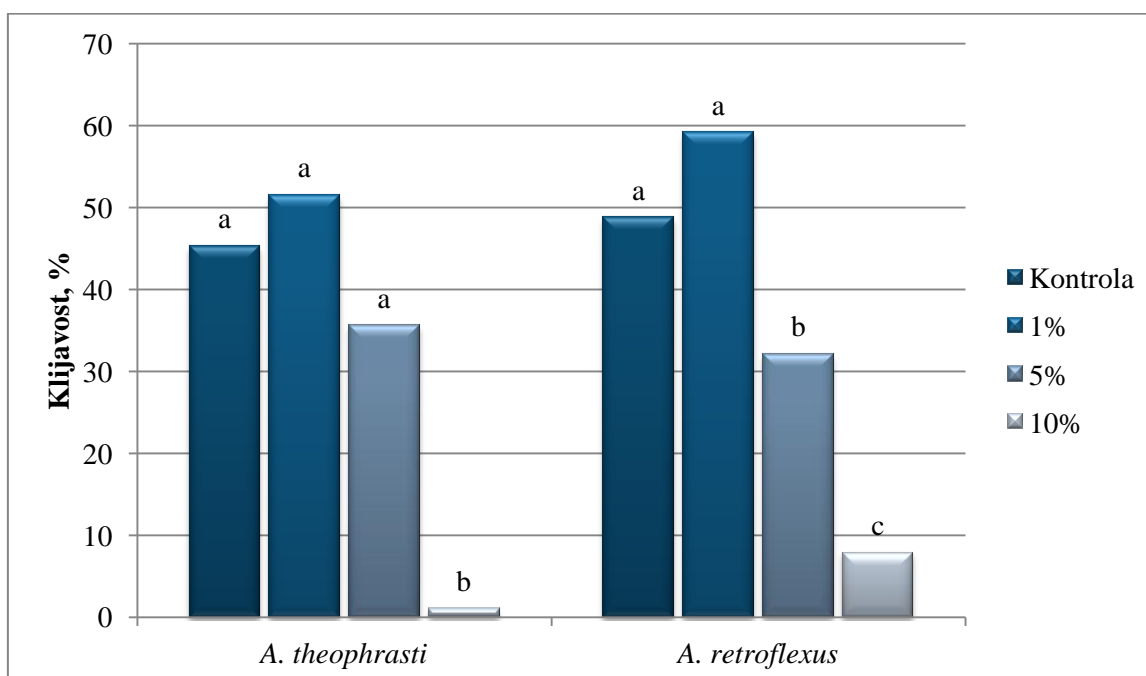 70
60
50
40
30
20
10
0
Klijavost, %
a
a
a
b
a
a
b
c
A. theophrasti
A. retroflexus
Kontrola
1%
5%
10%